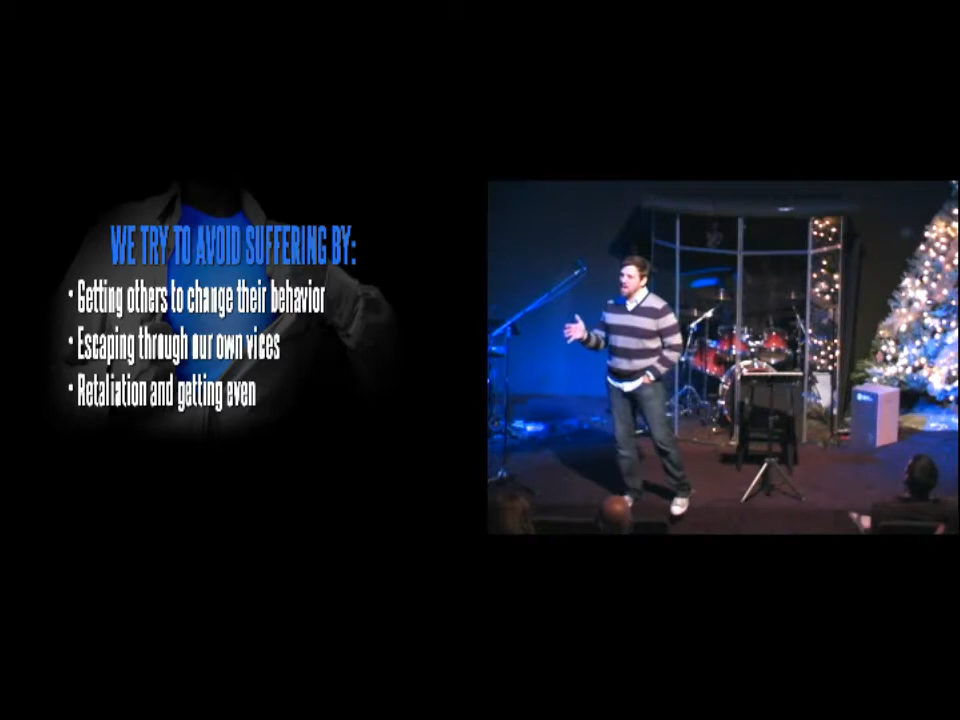 WE TRY TO AVOID SUFFERING BY:
• Getting others to change their behavior
• Escaping through our own vices
• Retaliation and getting even